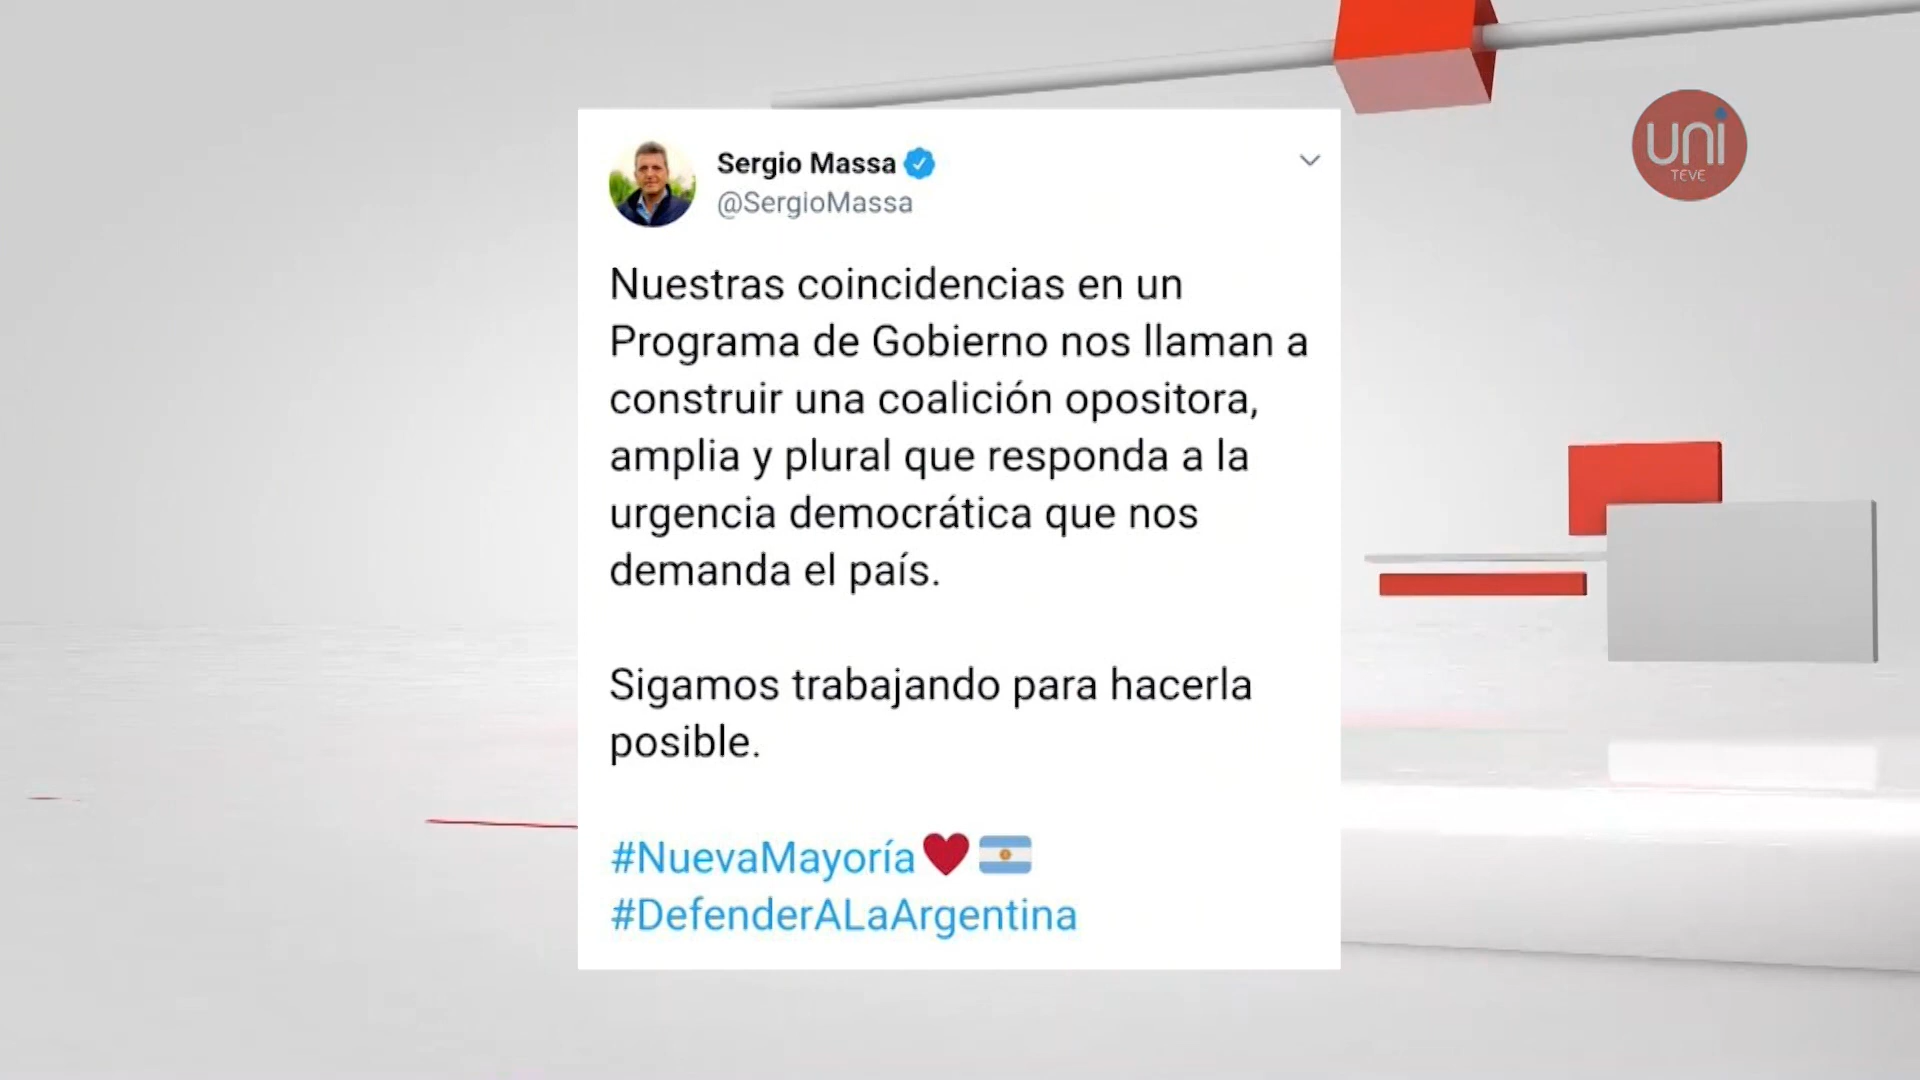 Sergio Massa
@SergioMassa
Nuestras coincidencias en un
Programa de Gobierno nos llaman a
construir una coalición opositora,
amplia y plural que responda a la
urgencia democrática que nos
demanda el país.
Sigamos trabajando para hacerla
posible.
#NuevaMayoría❤️🇦🇷
#DefenderALaArgentina
uni
TEVE